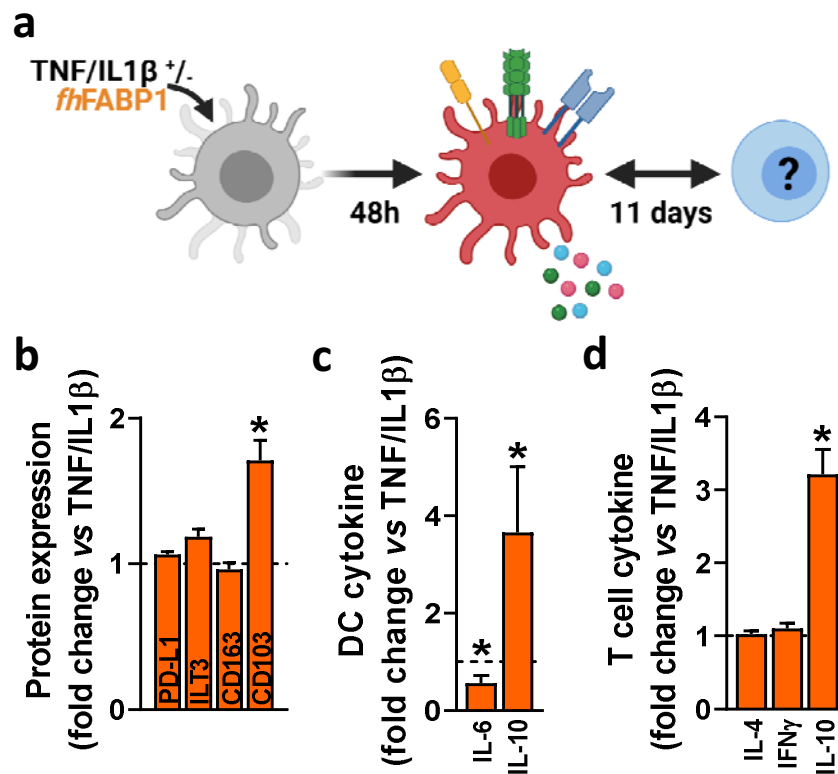 a
TNF/IL1β +/-
fhFABP1
48h
11 days
?
b
Protein expression
(fold change vs TNF/IL1β)
2
1
0
*
PD-L1
ILT3
CD163
CD103
c
DC cytokine
(fold change vs TNF/IL1β)
6
4
2
0
*
*
IL-6
IL-10
d
T cell cytokine
(fold change vs TNF/IL1β)
4
3
2
1
0
*
IL-4
IFNγ
IL-10